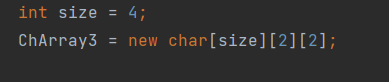 int size = 4;
ChArray3 = new char[size][2][2];